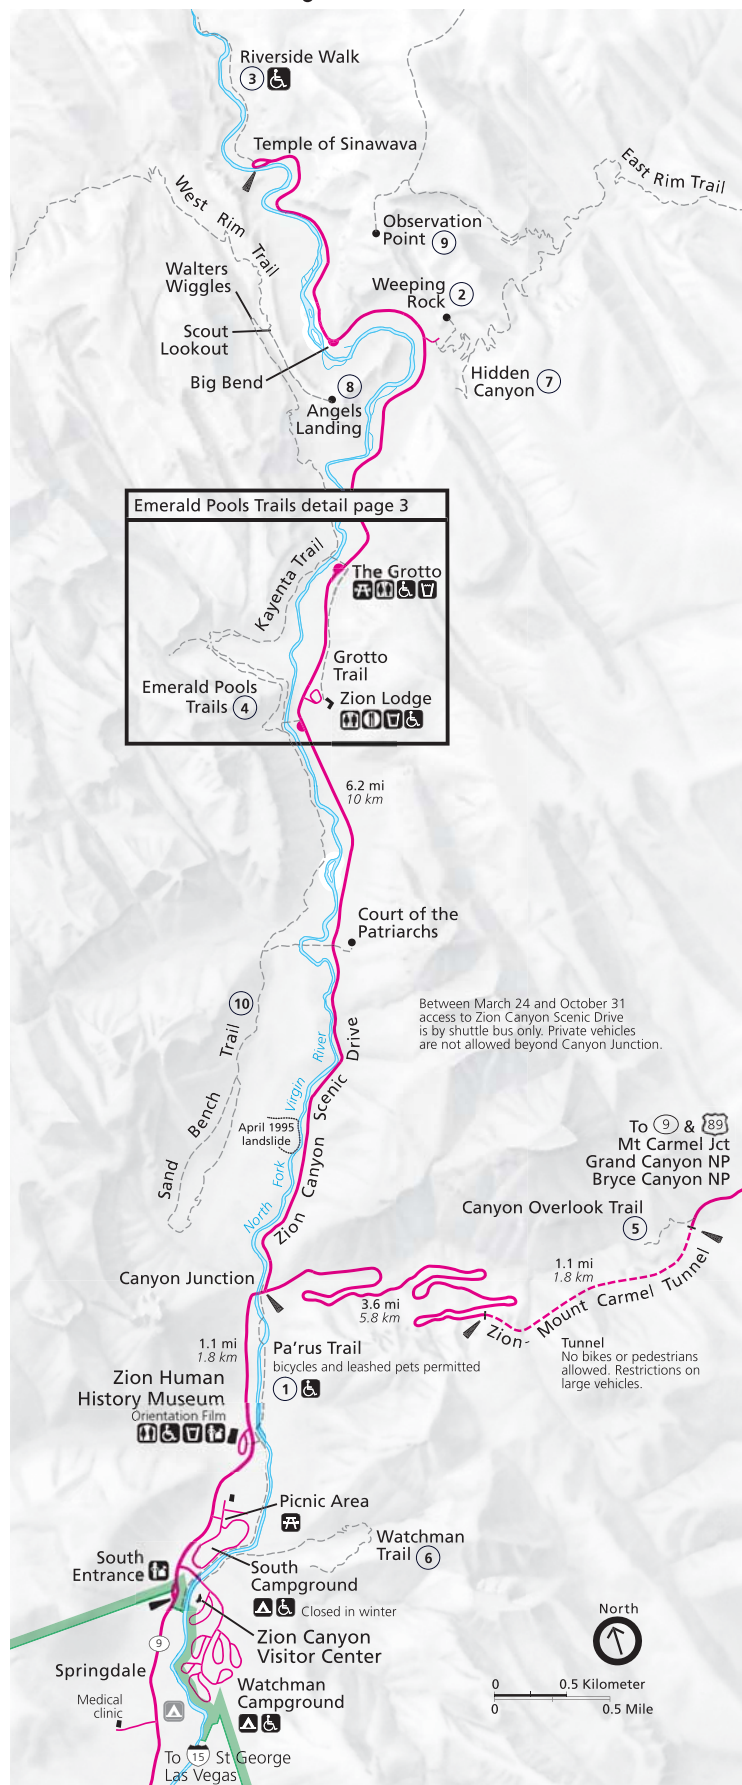 Riverside Walk
3
Temple of Sinawava
East Rim Trail
West Rim Trail
Observation
Point 9
Walters
Wiggles
Weeping
Rock 2
Scout
Lookout
Big Bend
Hidden
Canyon 7
8
Angels
Landing
Emerald Pools Trails detail page 3
Kayenta Trail
The Grotto
Grotto
Trail
Emerald Pools
Trails 4
Zion Lodge
6.2 mi
10 km
Court of the
Patriarchs
10
Sand Bench Trail
Between March 24 and October 31
access to Zion Canyon Scenic Drive
is by shuttle bus only. Private vehicles
are not allowed beyond Canyon Junction.
North Fork Virgin River
Zion Canyon Scenic Drive
April 1995
landslide
To 9 & 89
Mt Carmel Jct
Grand Canyon NP
Bryce Canyon NP
Canyon Overlook Trail
5
Canyon Junction
1.1 mi
1.8 km
3.6 mi
5.8 km
Zion-Mount Carmel Tunnel
1.1 mi
1.8 km
Pa'rus Trail
bicycles and leashed pets permitted
1
Tunnel
No bikes or pedestrians
allowed. Restrictions on
large vehicles.
Zion Human
History Museum
Orientation Film
Picnic Area
Watchman
Trail 6
South
Entrance
South
Campground
Closed in winter
North
9
Zion Canyon
Visitor Center
Springdale
Watchman
Campground
Medical
clinic
0 0.5 Kilometer
0 0.5 Mile
To 15 St George
Las Vegas